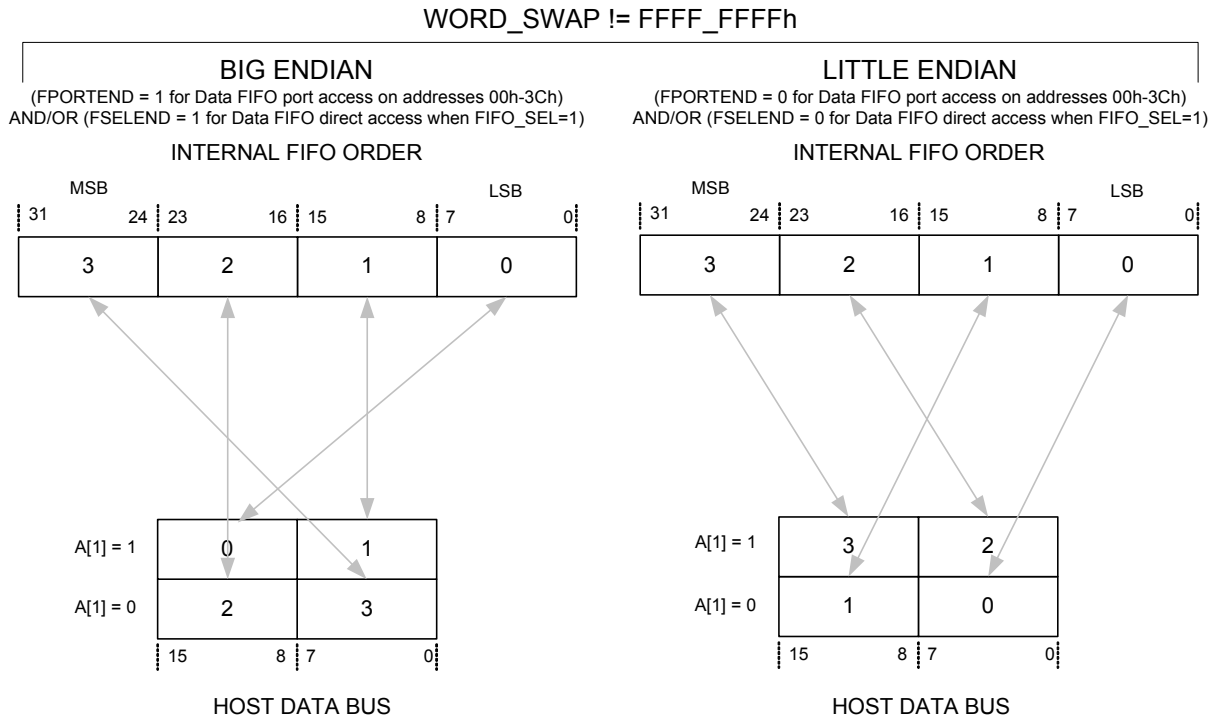 WORD_SWAP != FFFF_FFFFh
BIG ENDIAN
(FPORTEND = 1 for Data FIFO port access on addresses 00h-3Ch)
AND/OR (FSELEND = 1 for Data FIFO direct access when FIFO_SEL=1)
INTERNAL FIFO ORDER
MSB LSB
31 24 23 16 15 8 7 0
3 2 1 0
A[1] = 1 0 1
A[1] = 0 2 3
15 8 7 0
HOST DATA BUS
LITTLE ENDIAN
(FPORTEND = 0 for Data FIFO port access on addresses 00h-3Ch)
AND/OR (FSELEND = 0 for Data FIFO direct access when FIFO_SEL=1)
INTERNAL FIFO ORDER
MSB LSB
31 24 23 16 15 8 7 0
3 2 1 0
A[1] = 1 3 2
A[1] = 0 1 0
15 8 7 0
HOST DATA BUS